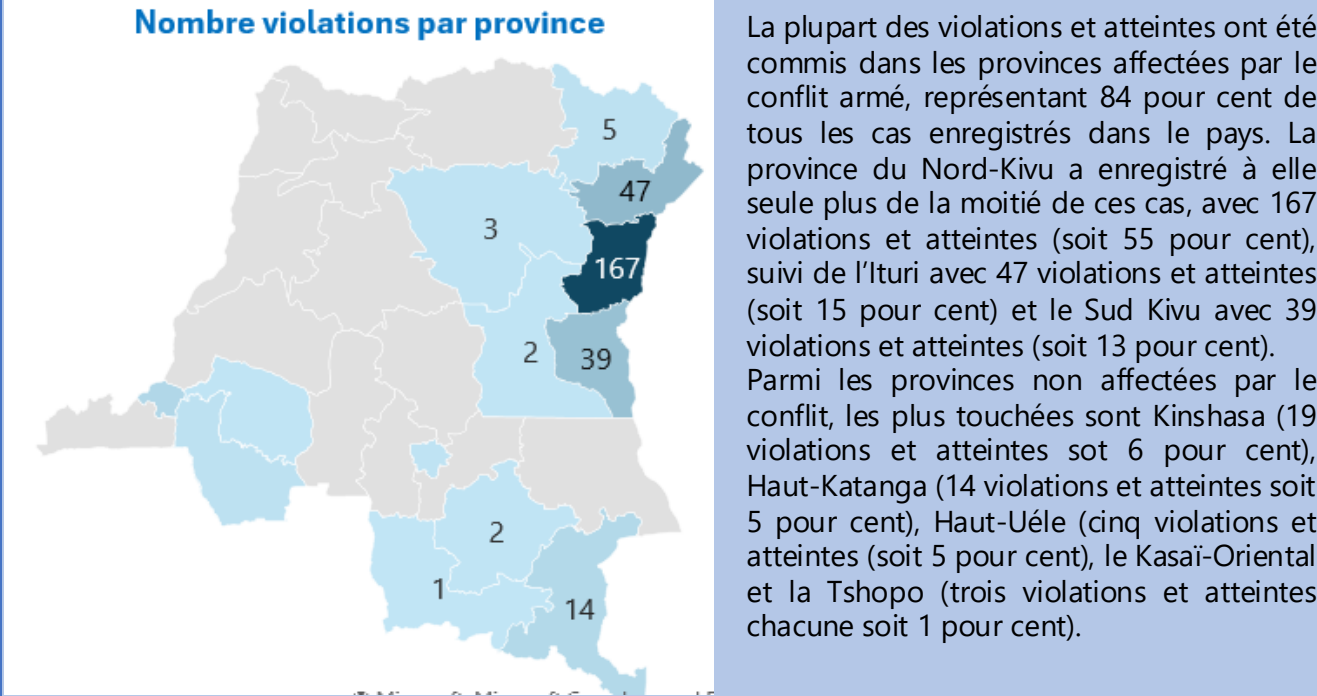 Nombre violations par province
5
47
3
167
2
39
2
1
14
La plupart des violations et atteintes ont été
commis dans les provinces affectées par le
conflit armé, représentant 84 pour cent de
tous les cas enregistrés dans le pays. La
province du Nord-Kivu a enregistré à elle
seule plus de la moitié de ces cas, avec 167
violations et atteintes (soit 55 pour cent),
suivi de l’Ituri avec 47 violations et atteintes
(soit 15 pour cent) et le Sud Kivu avec 39
violations et atteintes (soit 13 pour cent).
Parmi les provinces non affectées par le
conflit, les plus touchées sont Kinshasa (19
violations et atteintes sot 6 pour cent),
Haut-Katanga (14 violations et atteintes soit
5 pour cent), Haut-Uéle (cinq violations et
atteintes (soit 5 pour cent), le Kasaï-Oriental
et la Tshopo (trois violations et atteintes
chacune soit 1 pour cent).